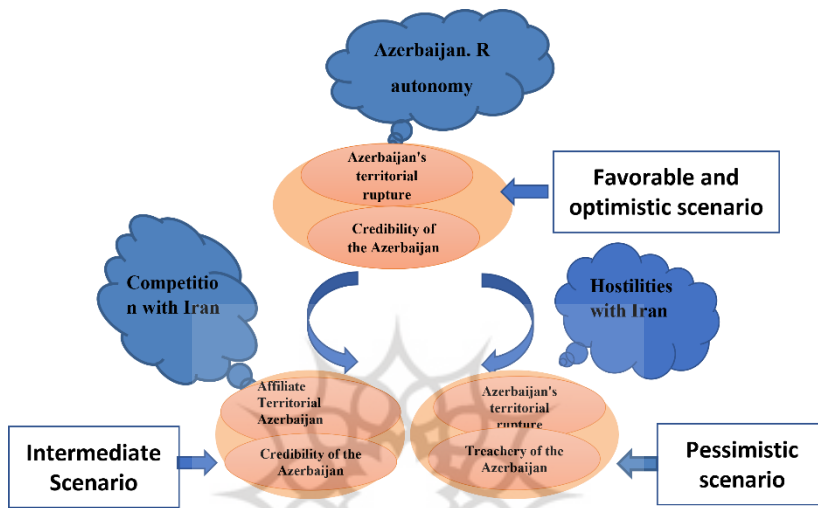 Azerbaijan. R
autonomy
Azerbaijan's
territorial
rupture
Credibility of
the Azerbaijan
Favorable and
optimistic scenario
Competitio
n with Iran
Hostilities
with Iran
Affiliate
Territorial
Azerbaijan
Credibility of the
Azerbaijan
Azerbaijan's
territorial
rupture
Treachery of the
Azerbaijan
Intermediate
Scenario
Pessimistic
scenario